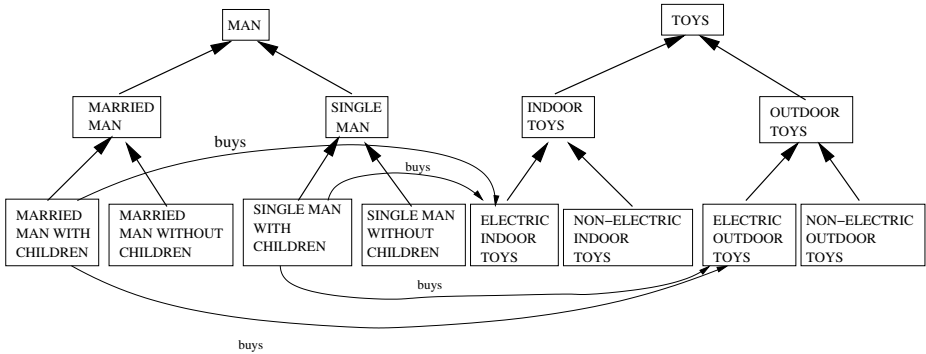 MAN
TOYS
MARRIED
MAN
SINGLE
MAN
INDOOR
TOYS
OUTDOOR
TOYS
buys
buys
MARRIED
MAN WITH
CHILDREN
MARRIED
MAN WITHOUT
CHILDREN
SINGLE MAN
WITH
CHILDREN
SINGLE MAN
WITHOUT
CHILDREN
ELECTRIC
INDOOR
TOYS
NON-ELECTRIC
INDOOR
TOYS
ELECTRIC
OUTDOOR
TOYS
NON-ELECTRIC
OUTDOOR
TOYS
buys
buys